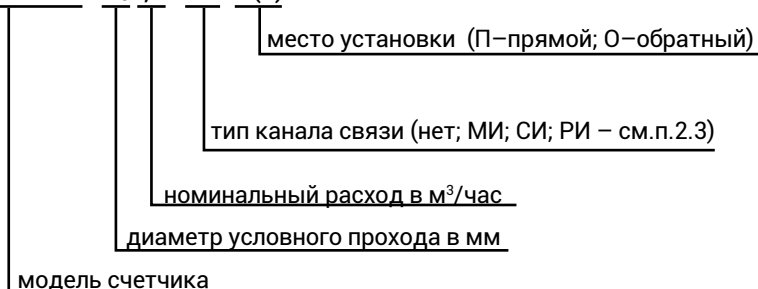 место установки (П–прямой; О–обратный)
тип канала связи (нет; МИ; СИ; РИ – см.п.2.3)
номинальный расход в м³/час
диаметр условного прохода в мм
модель счетчика